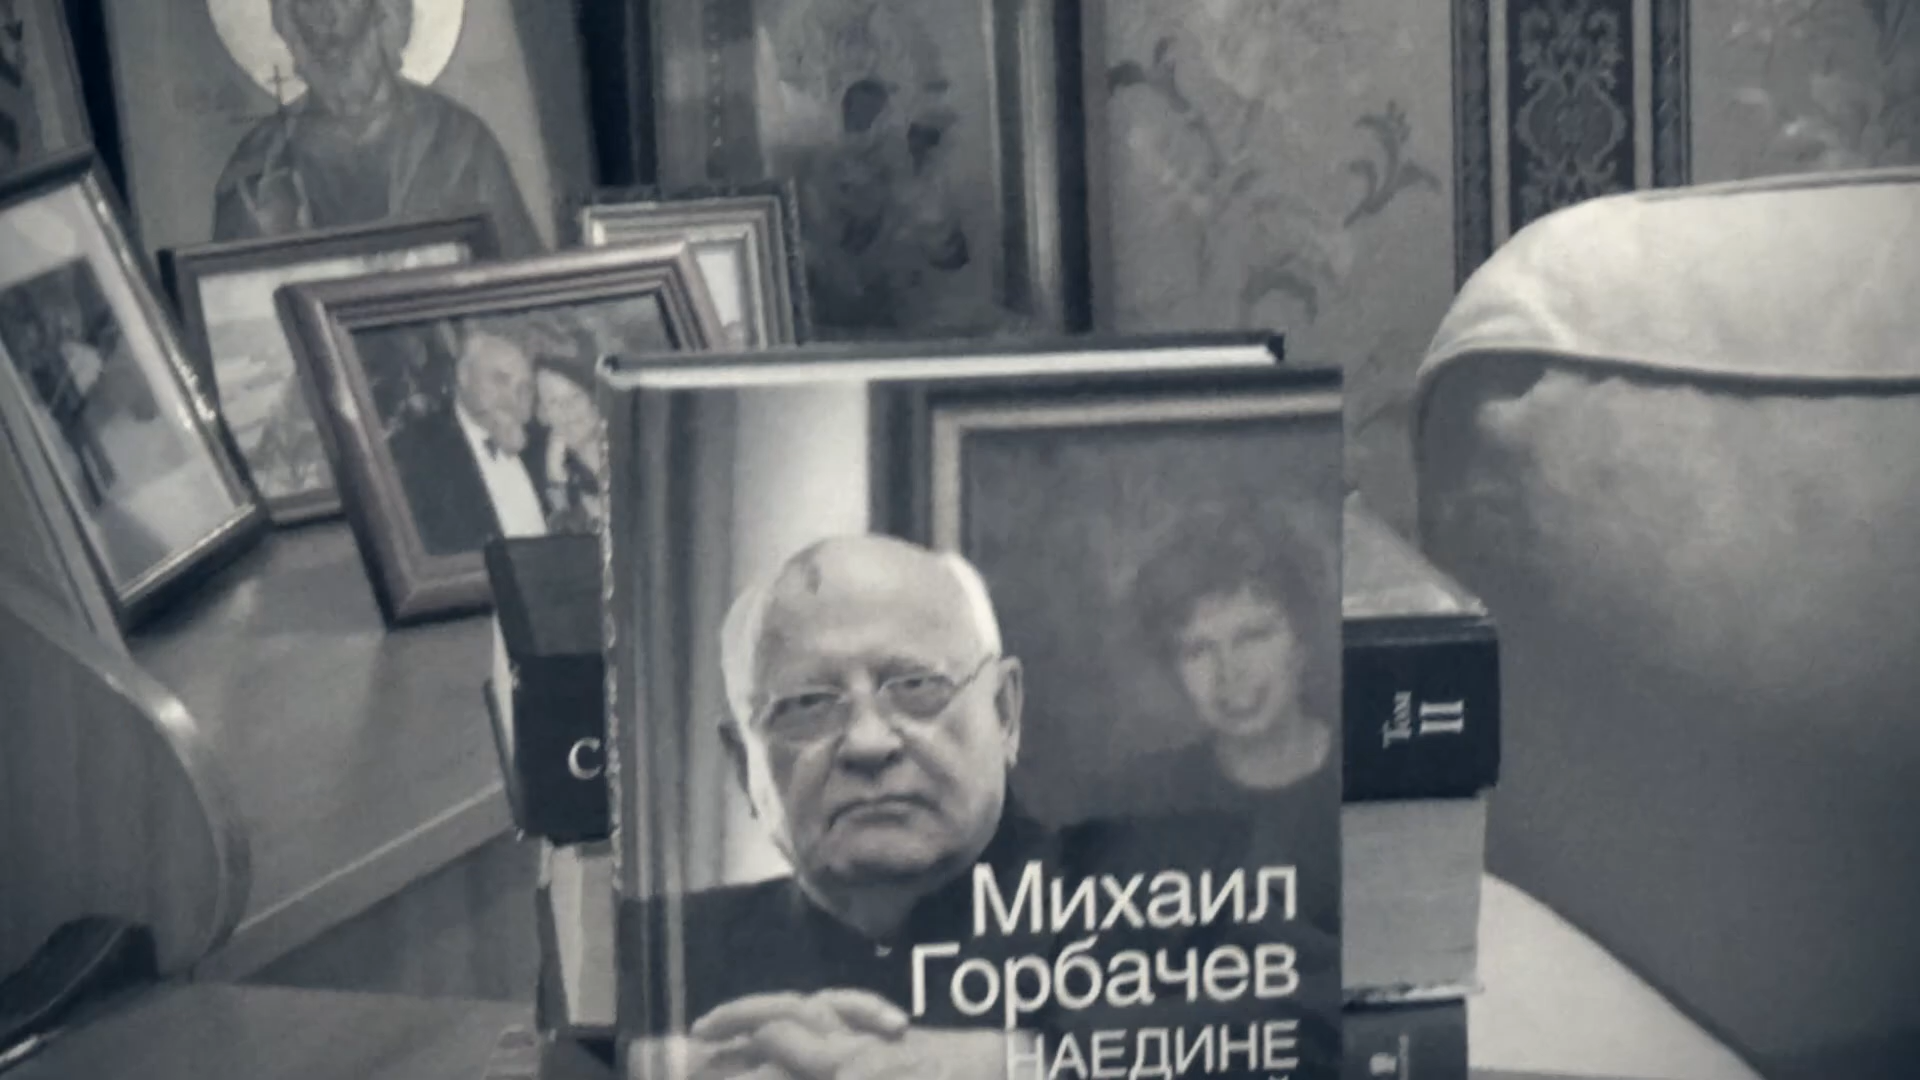 Михаил
Горбачев
НАЕДИНЕ
С
Том
II